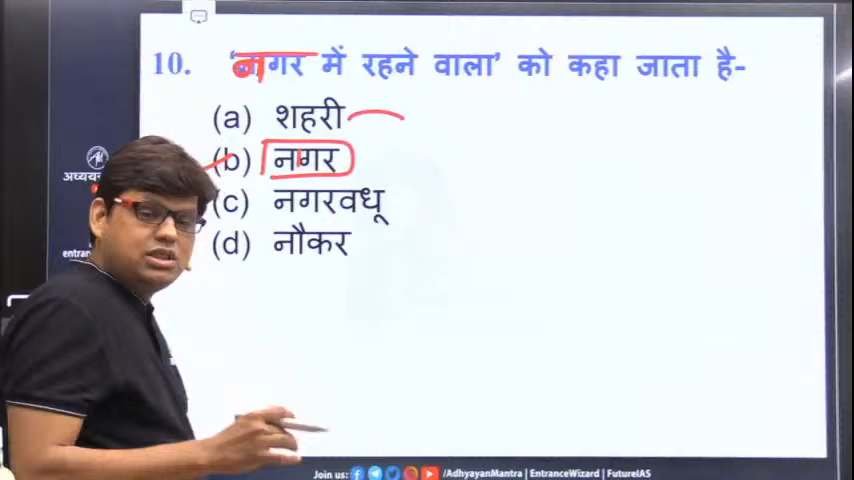 10. 'नगर में रहने वाला' को कहा जाता है-
(a) शहरी
(b) नगर
(c) नगरवधू
(d) नौकर
Join us: /AdhyayanMantra | EntranceWizard | FutureIAS